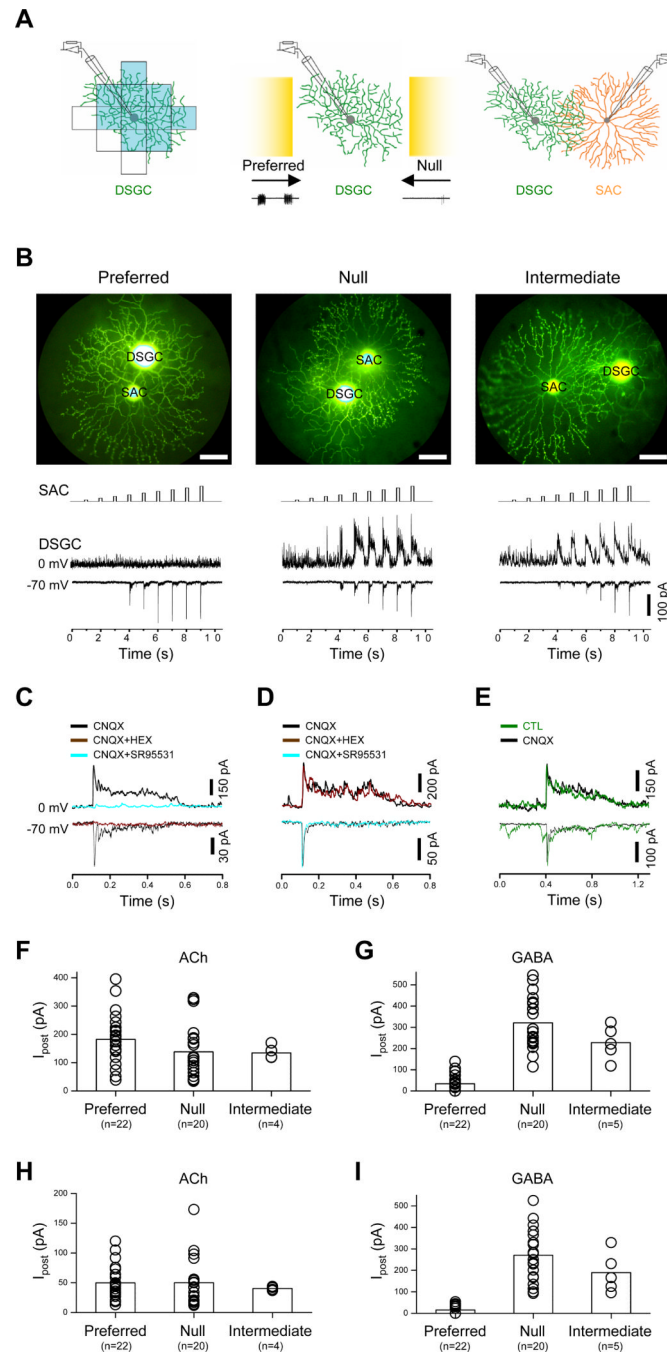 A
Preferred
Null
DSGC
DSGC
DSGC
SAC
B
Preferred
Null
Intermediate
DSGC
SAC
SAC
DSGC
SAC
DSGC
SAC
DSGC
0 mV
-70 mV
100 pA
0 2 4 6 8 1 0
0 2 4 6 8 1 0
0 2 4 6 8 1 0
Time (s)
Time (s)
Time (s)
C
CNQX
CNQX+HEX
CNQX+SR95531
0 mV
-70 mV
150 pA
30 pA
0.0 0.2 0.4 0.6 0.8
Time (s)
D
CNQX
CNQX+HEX
CNQX+SR95531
200 pA
50 pA
0.0 0.2 0.4 0.6 0.8
Time (s)
E
CTL
CNQX
150 pA
100 pA
0.0 0.4 0.8 1.2
Time (s)
F
ACh
Ipost (pA)
400
300
200
100
0
Preferred Null Intermediate
(n=22) (n=20) (n=4)
G
GABA
Ipost (pA)
500
400
300
200
100
0
Preferred Null Intermediate
(n=22) (n=20) (n=5)
H
ACh
Ipost (pA)
200
150
100
50
0
Preferred Null Intermediate
(n=22) (n=20) (n=4)
I
GABA
Ipost (pA)
500
400
300
200
100
0
Preferred Null Intermediate
(n=22) (n=20) (n=5)